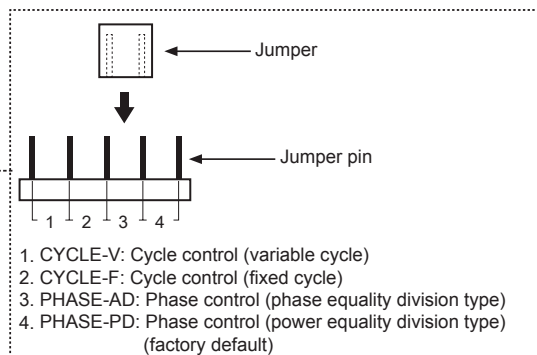 Jumper
Jumper pin
1 2 3 4
1. CYCLE-V: Cycle control (variable cycle)
2. CYCLE-F: Cycle control (fixed cycle)
3. PHASE-AD: Phase control (phase equality division type)
4. PHASE-PD: Phase control (power equality division type)
(factory default)